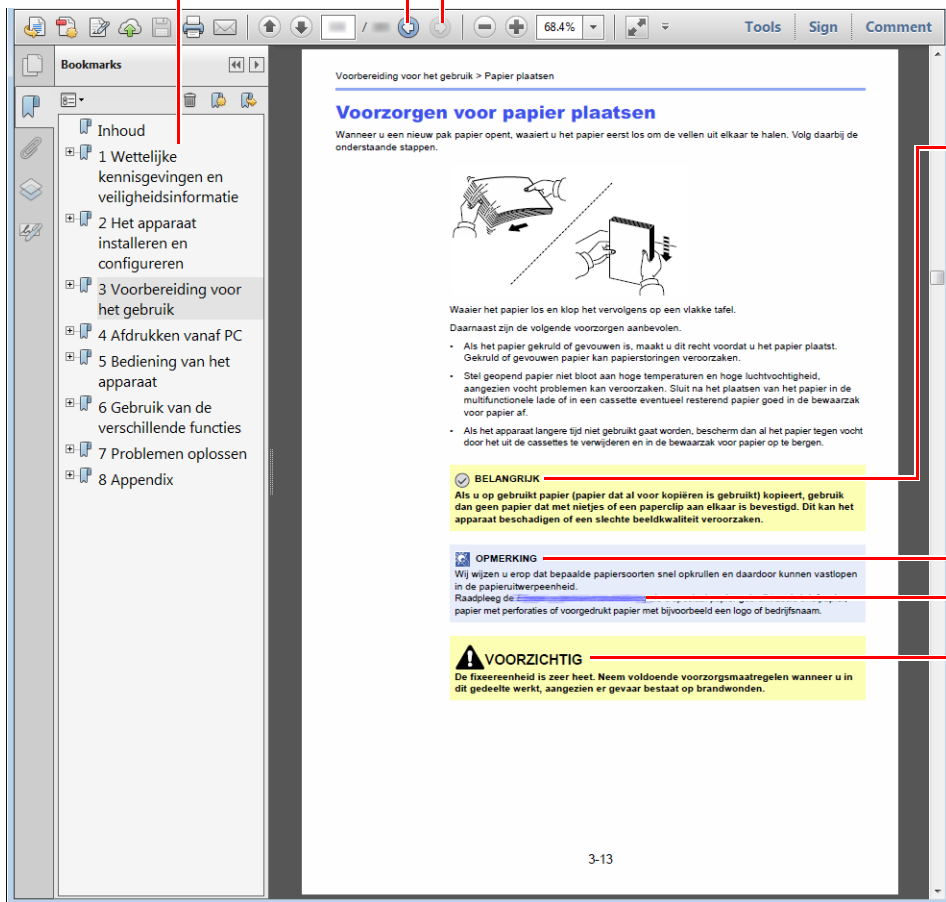 /
68.4%
Tools
Sign
Comment
Bookmarks
Inhoud
1 Wettelijke
kennisgevingen en
veiligheidsinformatie
2 Het apparaat
installeren en
configureren
3 Voorbereiding voor
het gebruik
4 Afdrukken vanaf PC
5 Bediening van het
apparaat
6 Gebruik van de
verschillende functies
7 Problemen oplossen
8 Appendix
Voorbereiding voor het gebruik > Papier plaatsen
Voorzorgen voor papier plaatsen
Wanneer u een nieuw pak papier opent, waaiert u het papier eerst los om de vellen uit elkaar te halen. Volg daarbij de
onderstaande stappen.
Waaier het papier los en klop het vervolgens op een vlakke tafel.
Daarnaast zijn de volgende voorzorgen aanbevolen.
• Als het papier gekruld of gevouwen is, maakt u dit recht voordat u het papier plaatst.
Gekruld of gevouwen papier kan papierstoringen veroorzaken.
• Stel geopend papier niet bloot aan hoge temperaturen en hoge luchtvochtigheid,
aangezien vocht problemen kan veroorzaken. Sluit na het plaatsen van het papier in de
multifunctionele lade of in een cassette eventueel resterend papier goed in de bewaarzak
voor papier af.
• Als het apparaat langere tijd niet gebruikt gaat worden, bescherm dan al het papier tegen vocht
door het uit de cassettes te verwijderen en in de bewaarzak voor papier op te bergen.
BELANGRIJK
Als u op gebruikt papier (papier dat al voor kopiëren is gebruikt) kopieert, gebruik
dan geen papier dat met nietjes of een paperclip aan elkaar is bevestigd. Dit kan het
apparaat beschadigen of een slechte beeldkwaliteit veroorzaken.
OPMERKING
Wij wijzen u erop dat bepaalde papiersoorten snel opkrullen en daardoor kunnen vastlopen
in de papieruitwerpeenheid.
Raadpleeg de
papier met perforaties of voorgedrukt papier met bijvoorbeeld een logo of bedrijfsnaam.
VOORZICHTIG
De fixeereenheid is zeer heet. Neem voldoende voorzorgsmaatregelen wanneer u in
dit gedeelte werkt, aangezien er gevaar bestaat op brandwonden.
3-13